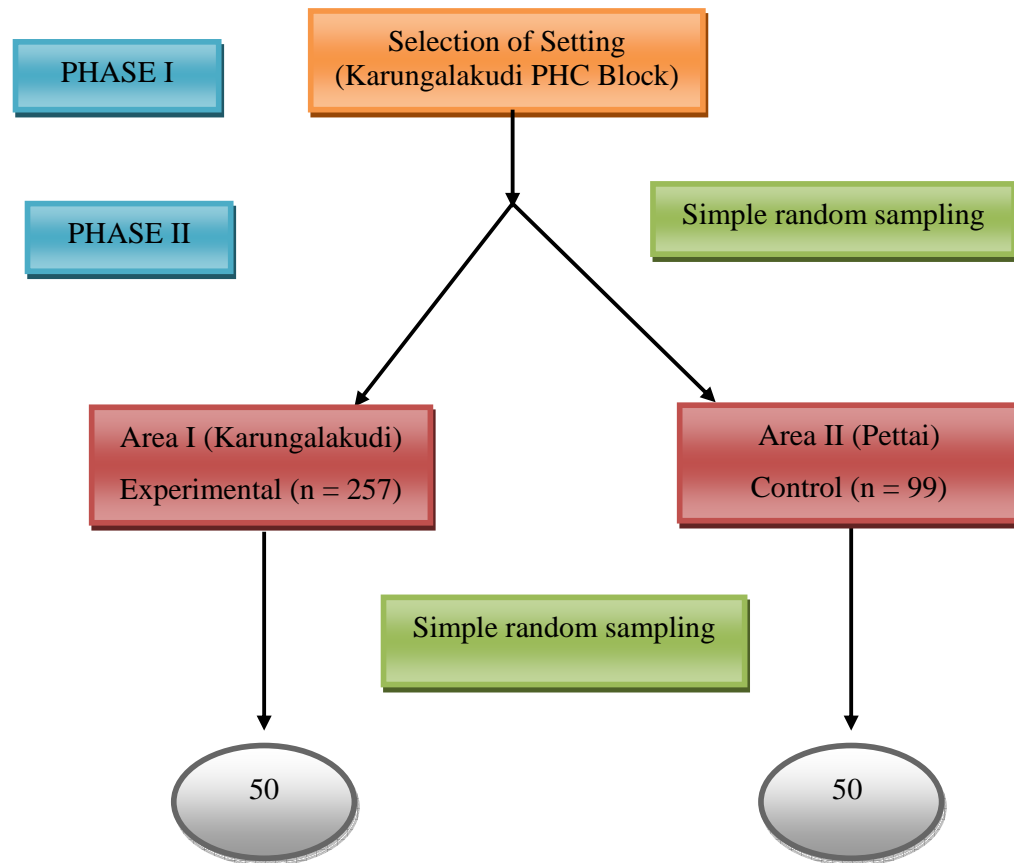 PHASE I
Selection of Setting
(Karungalakudi PHC Block)
PHASE II
Simple random sampling
Area I (Karungalakudi)
Experimental (n = 257)
Area II (Pettai)
Control (n = 99)
Simple random sampling
50
50